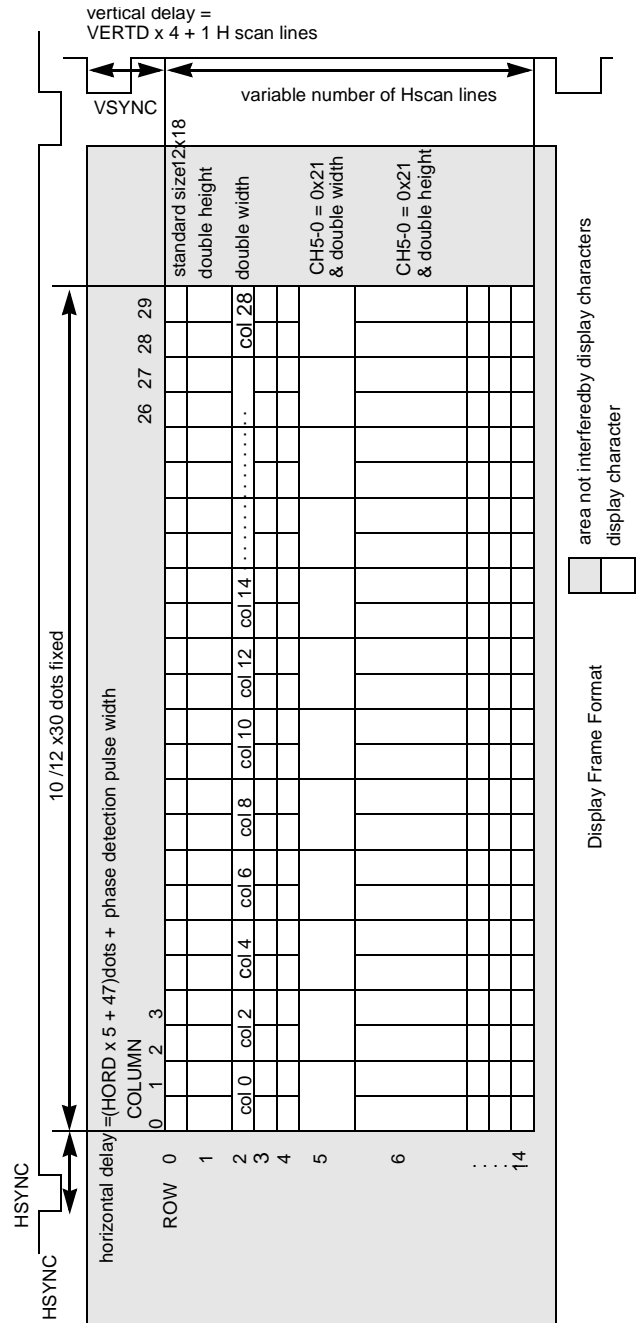 vertical delay =
VERTD x 4 + 1 H scan lines
VSYNC
variable number of Hscan lines
HSYNC
HSYNC
10 /12 x30 dots fixed
horizontal delay =(HORD x 5 + 47)dots + phase detection pulse width
COLUMN
0 1 2 3 26 27 28 29
ROW
0 standard size12x18
1 double height
2 col 0 col 2 col 4 col 6 col 8 col 10 col 12 col 14 . . . . . . . . . . . . . . col 28 double width
3
4
5 CH5-0 = 0x21
& double width
6 CH5-0 = 0x21
& double height
. . . .
14
area not interferedby display characters
display character
Display Frame Format